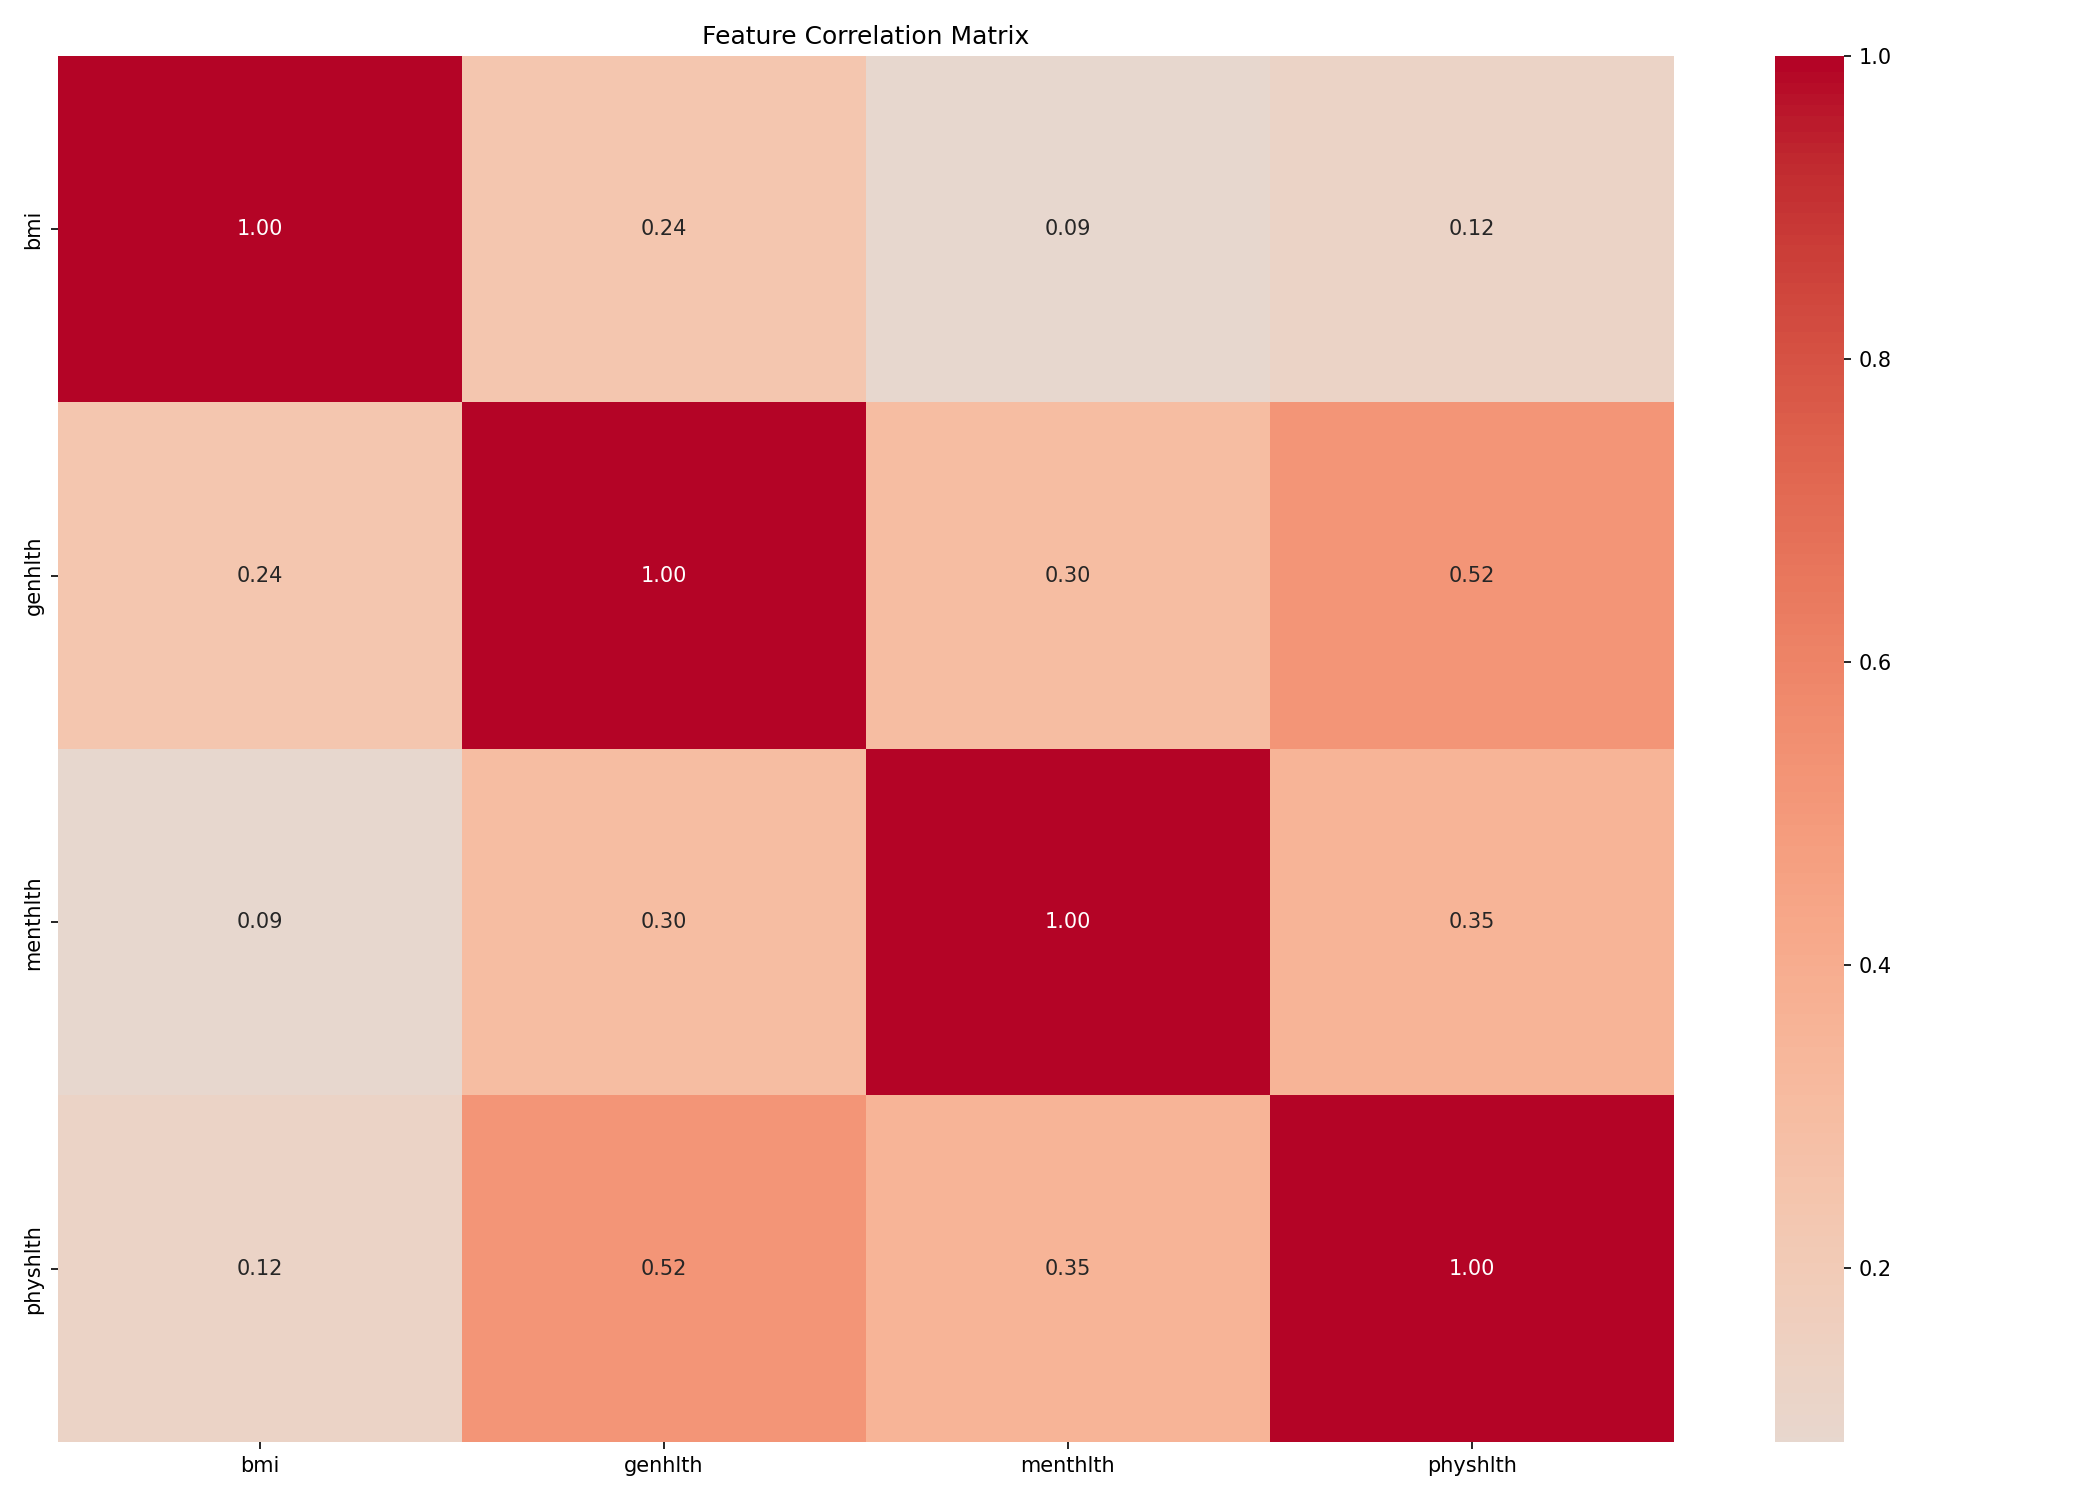 Feature Correlation Matrix
bmi 1.00 0.24 0.09 0.12
genhlth 0.24 1.00 0.30 0.52
menthlth 0.09 0.30 1.00 0.35
physhlth 0.12 0.52 0.35 1.00
bmi genhlth menthlth physhlth
1.0
0.8
0.6
0.4
0.2